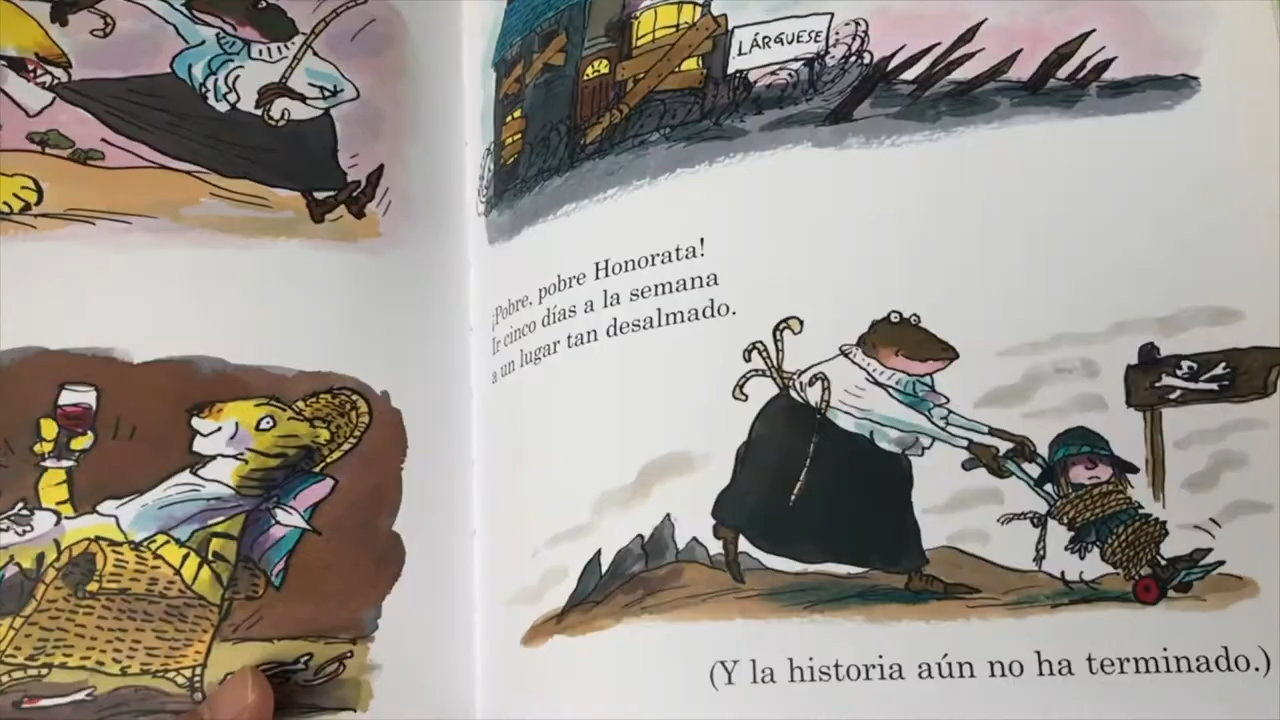 LÁRGUESE
¡Pobre, pobre Honorata!
Ir cinco días a la semana
a un lugar tan desalmado.
(Y la historia aún no ha terminado.)